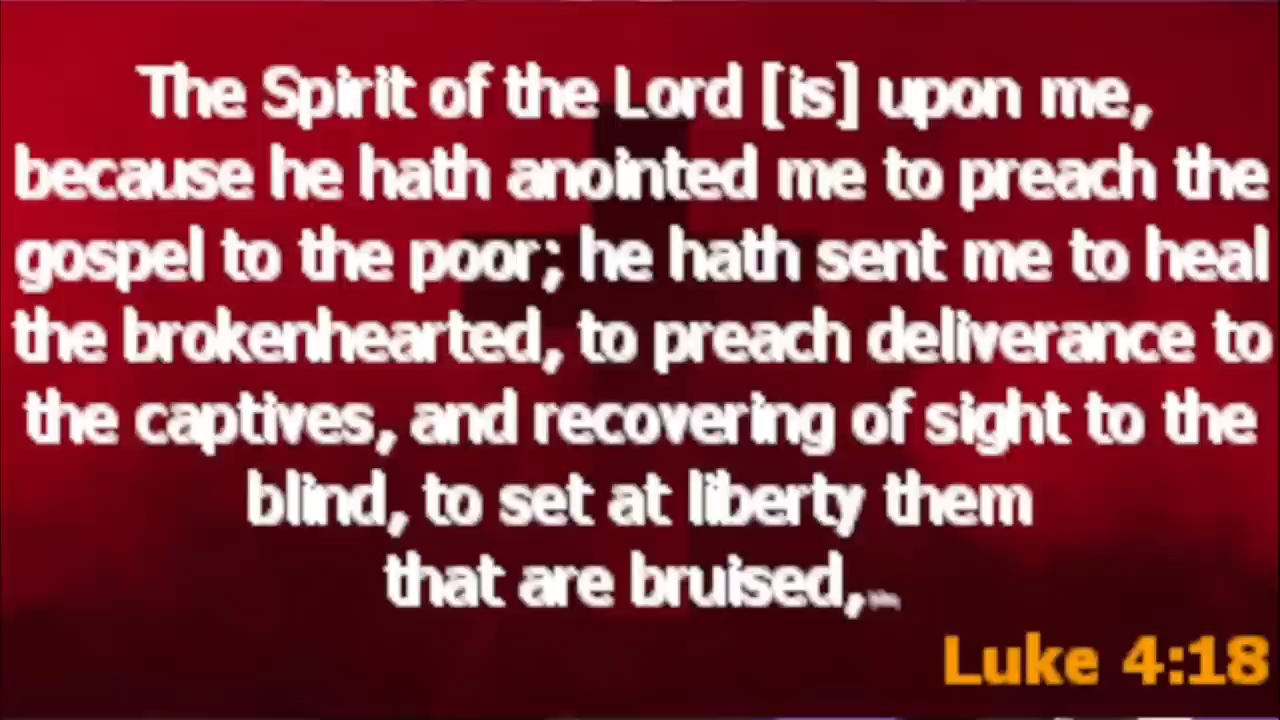 The Spirit of the Lord [is] upon me,
because he hath anointed me to preach the
gospel to the poor; he hath sent me to heal
the brokenhearted, to preach deliverance to
the captives, and recovering of sight to the
blind, to set at liberty them
that are bruised,
Luke 4:18